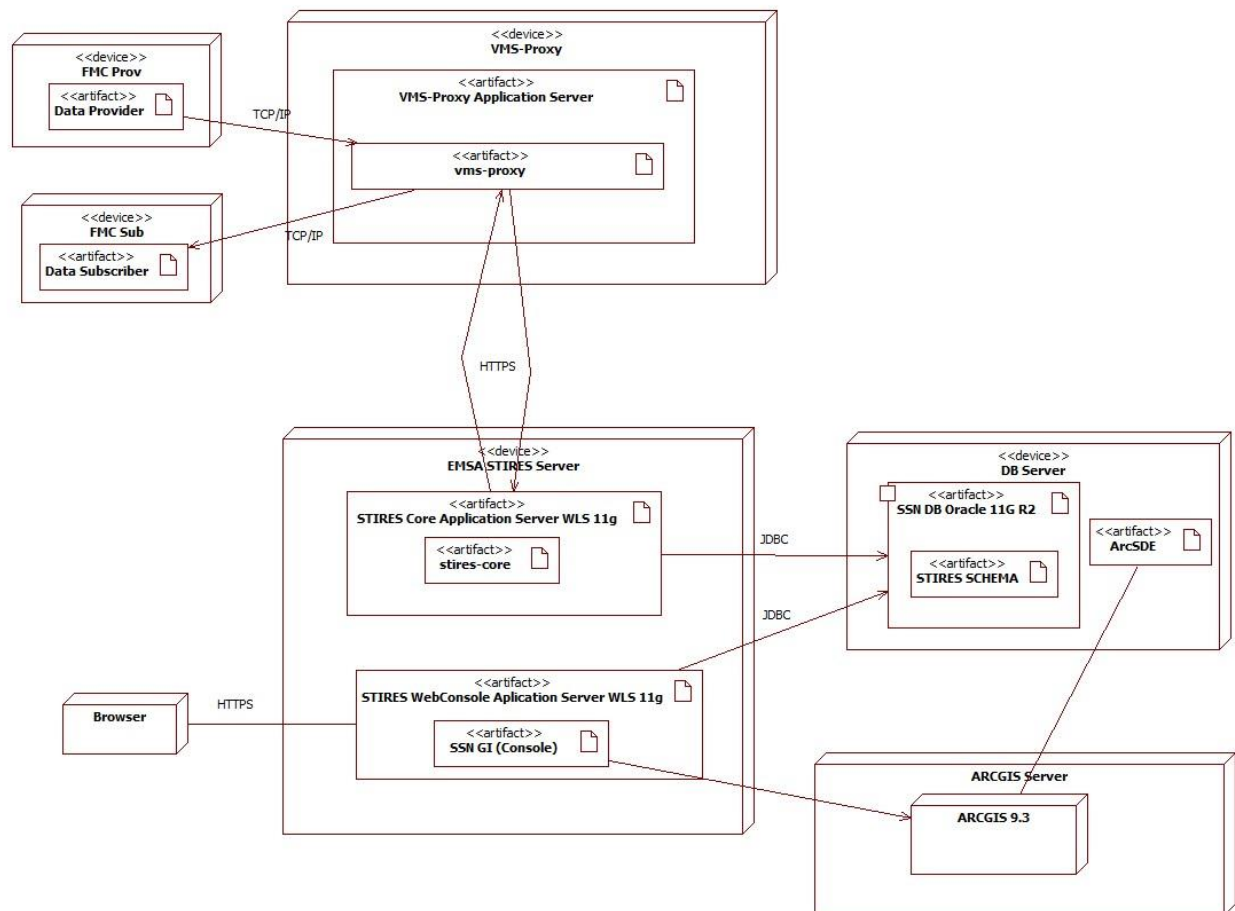 <<device>>
VMS-Proxy
<<device>>
FMC Prov
<<artifact>>
Data Provider
<<artifact>>
VMS-Proxy Application Server
TCP/IP
<<artifact>>
vms-proxy
<<device>>
FMC Sub
<<artifact>>
Data Subscriber
TCP/IP
HTTPS
<<device>>
EMSA STIRES Server
<<artifact>>
STIRES Core Application Server WLS 11g
<<artifact>>
stires-core
<<device>>
DB Server
<<artifact>>
SSN DB Oracle 11G R2
<<artifact>>
STIRES SCHEMA
<<artifact>>
ArcSDE
JDBC
JDBC
<<artifact>>
STIRES WebConsole Aplication Server WLS 11g
<<artifact>>
SSN GI (Console)
Browser
HTTPS
ARCGIS Server
ARCGIS 9.3